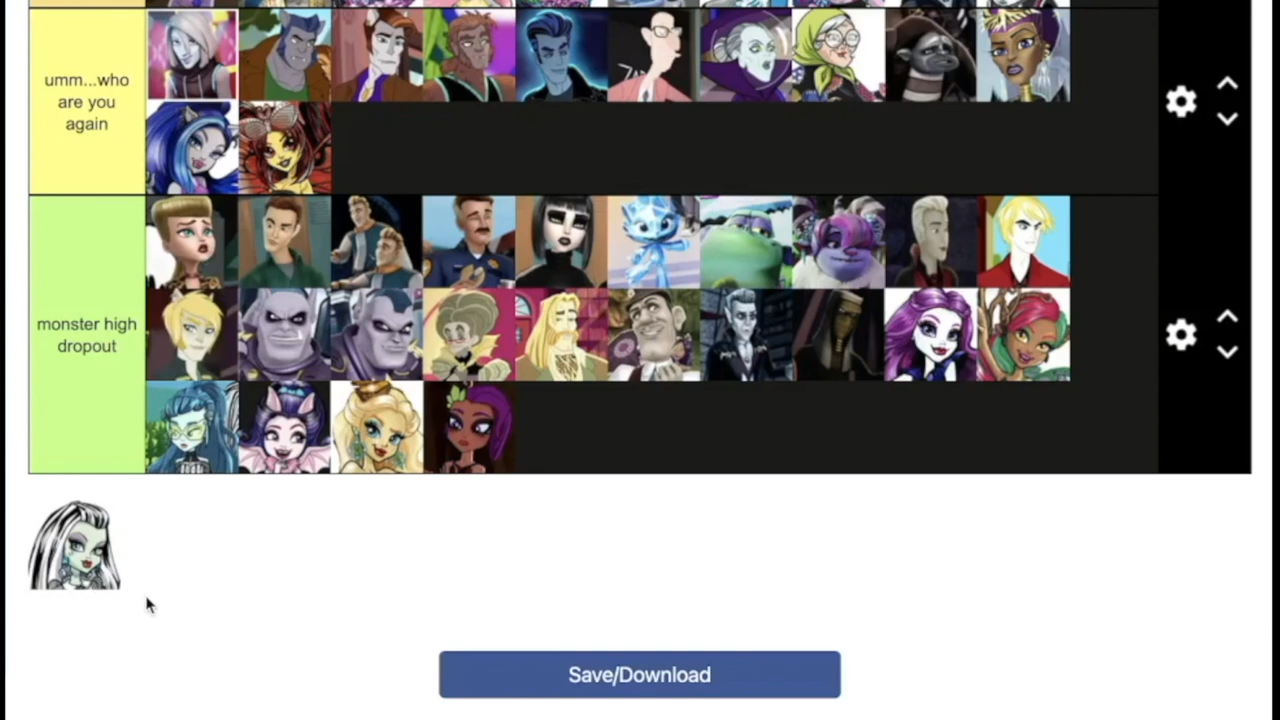 umm...who
are you
again
monster high
dropout
Save/Download